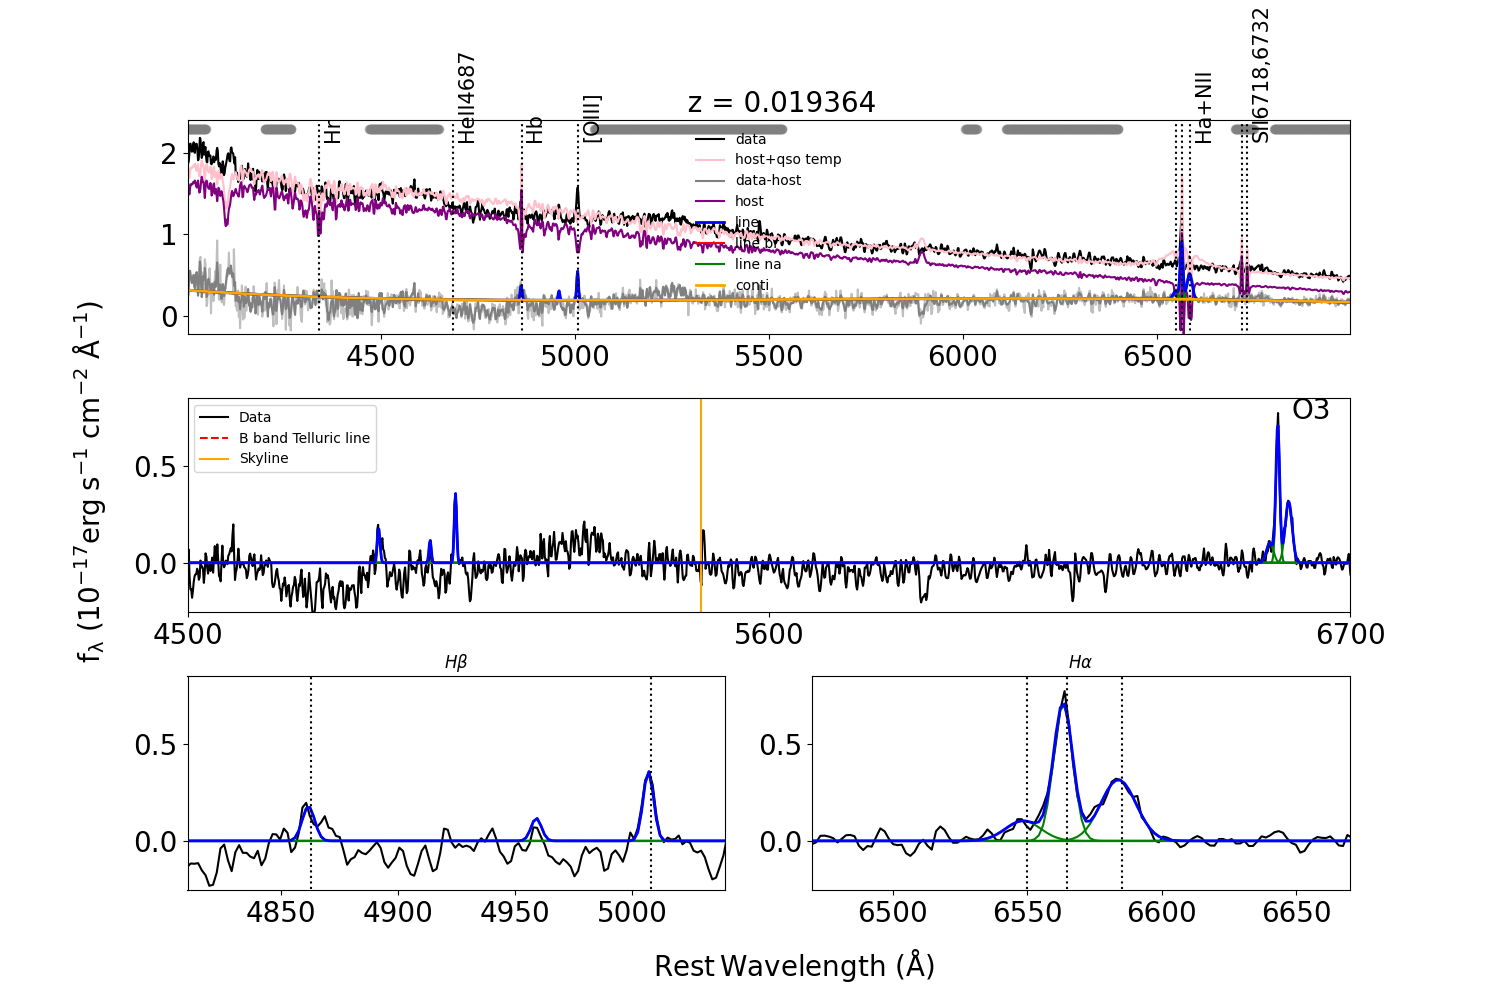 z = 0.019364
Hr
HeII4687
Hb
[OIII]
Ha+NII
SII6718,6732
data
host+qso temp
data-host
host
line
line br
line na
conti
2
1
0
4500 5000 5500 6000 6500
fλ (10⁻¹⁷erg s⁻¹ cm⁻² Å⁻¹)
Data
B band Telluric line
Skyline
O3
0.5
0.0
4500 5600 6700
Hβ
0.5
0.0
4850 4900 4950 5000
Hα
0.5
0.0
6500 6550 6600 6650
Rest Wavelength (Å)